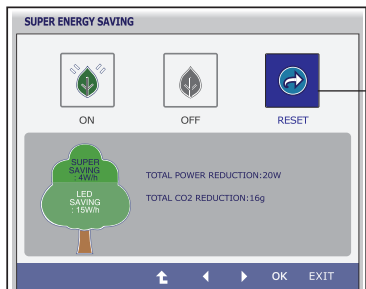 SUPER ENERGY SAVING
ON
OFF
RESET
SUPER
SAVING
: 4W/h
LED
SAVING
: 15W/h
TOTAL POWER REDUCTION:20W
TOTAL CO2 REDUCTION:16g
OK
EXIT